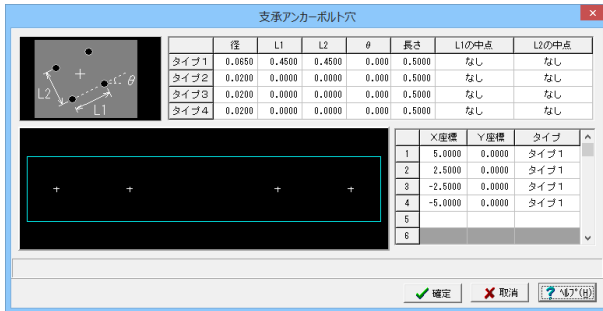 支承アンカーボルト穴
径 L1 L2 θ 長さ L1の中点 L2の中点
タイプ1 0.0650 0.4500 0.4500 0.000 0.5000 なし なし
タイプ2 0.0200 0.0000 0.0000 0.000 0.5000 なし なし
タイプ3 0.0200 0.0000 0.0000 0.000 0.5000 なし なし
タイプ4 0.0200 0.0000 0.0000 0.000 0.5000 なし なし
θ
L2
L1
X座標 Y座標 タイプ
1 5.0000 0.0000 タイプ1
2 2.5000 0.0000 タイプ1
3 -2.5000 0.0000 タイプ1
4 -5.0000 0.0000 タイプ1
5
6
確定 取消 ? ヘルプ(H)